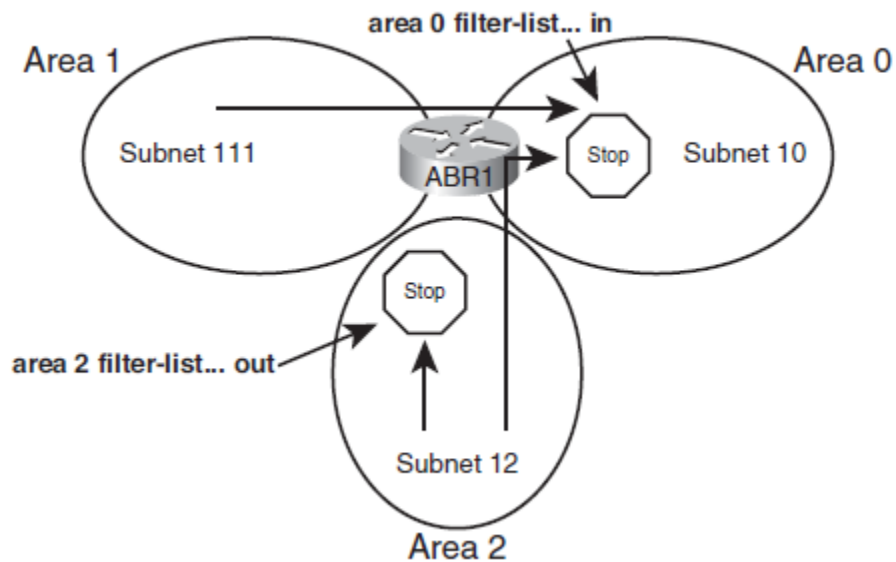 area 0 filter-list... in
Area 1
Area 0
Subnet 111
ABR1
Stop
Subnet 10
Stop
area 2 filter-list... out
Subnet 12
Area 2